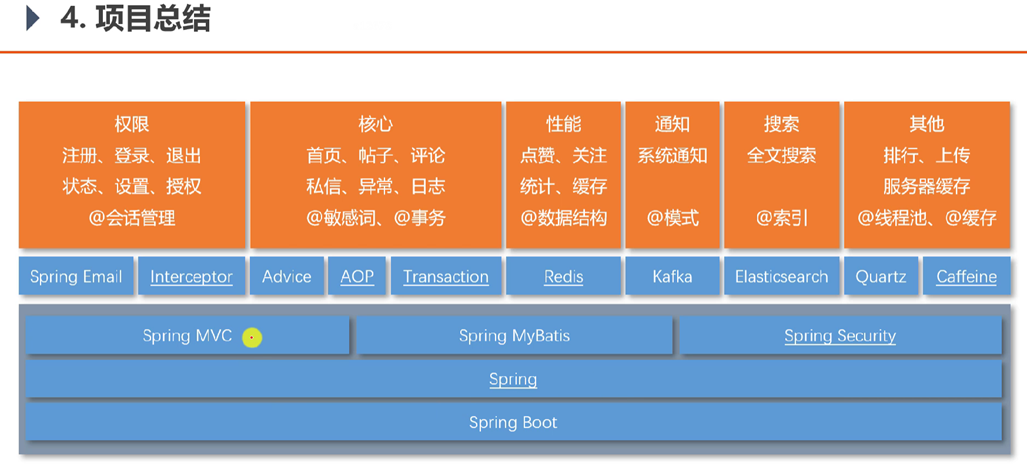 4. 项目总结
权限
注册、登录、退出
状态、设置、授权
@会话管理
核心
首页、帖子、评论
私信、异常、日志
@敏感词、@事务
性能
点赞、关注
统计、缓存
@数据结构
通知
系统通知
@模式
搜索
全文搜索
@索引
其他
排行、上传
服务器缓存
@线程池、@缓存
Spring Email
Interceptor
Advice
AOP
Transaction
Redis
Kafka
Elasticsearch
Quartz
Caffeine
Spring MVC
Spring MyBatis
Spring Security
Spring
Spring Boot